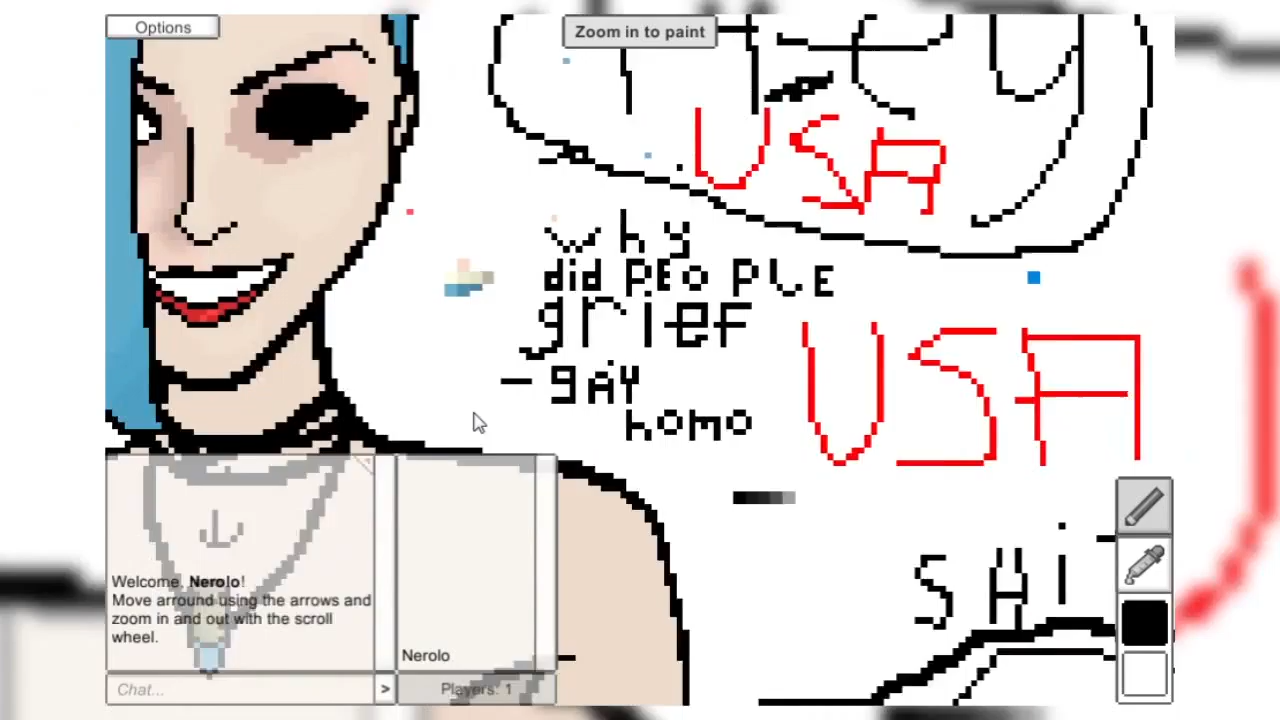 Options
Zoom in to paint
USA
why
did PEOPLE
grief
USA
- gAY
homo
SHi
Welcome, Nerolo!
Move arround using the arrows and
zoom in and out with the scroll
wheel.
Nerolo
Chat...
>
Players: 1